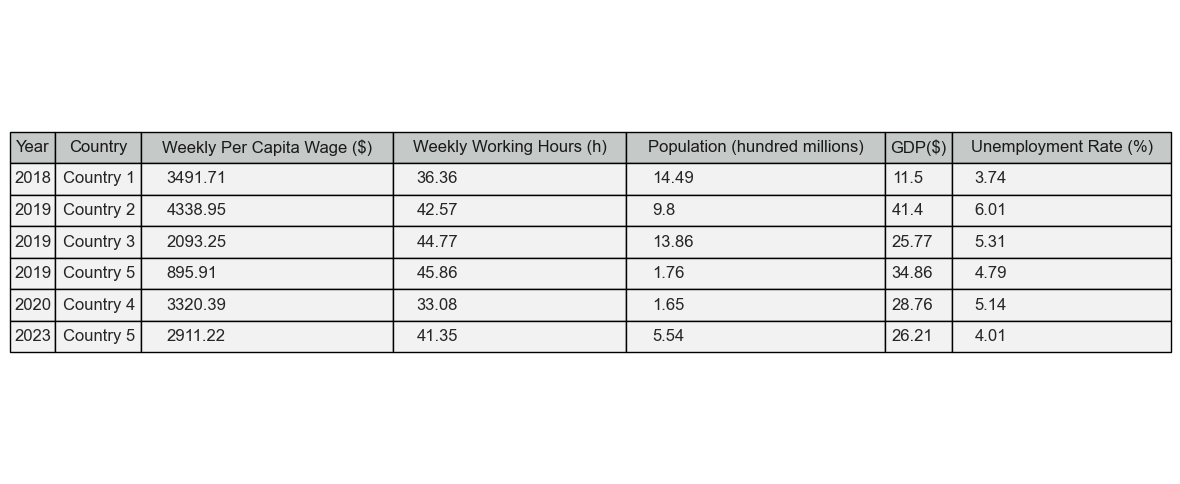 Year Country Weekly Per Capita Wage ($) Weekly Working Hours (h) Population (hundred millions) GDP($) Unemployment Rate (%)
2018 Country 1 3491.71 36.36 14.49 11.5 3.74
2019 Country 2 4338.95 42.57 9.8 41.4 6.01
2019 Country 3 2093.25 44.77 13.86 25.77 5.31
2019 Country 5 895.91 45.86 1.76 34.86 4.79
2020 Country 4 3320.39 33.08 1.65 28.76 5.14
2023 Country 5 2911.22 41.35 5.54 26.21 4.01